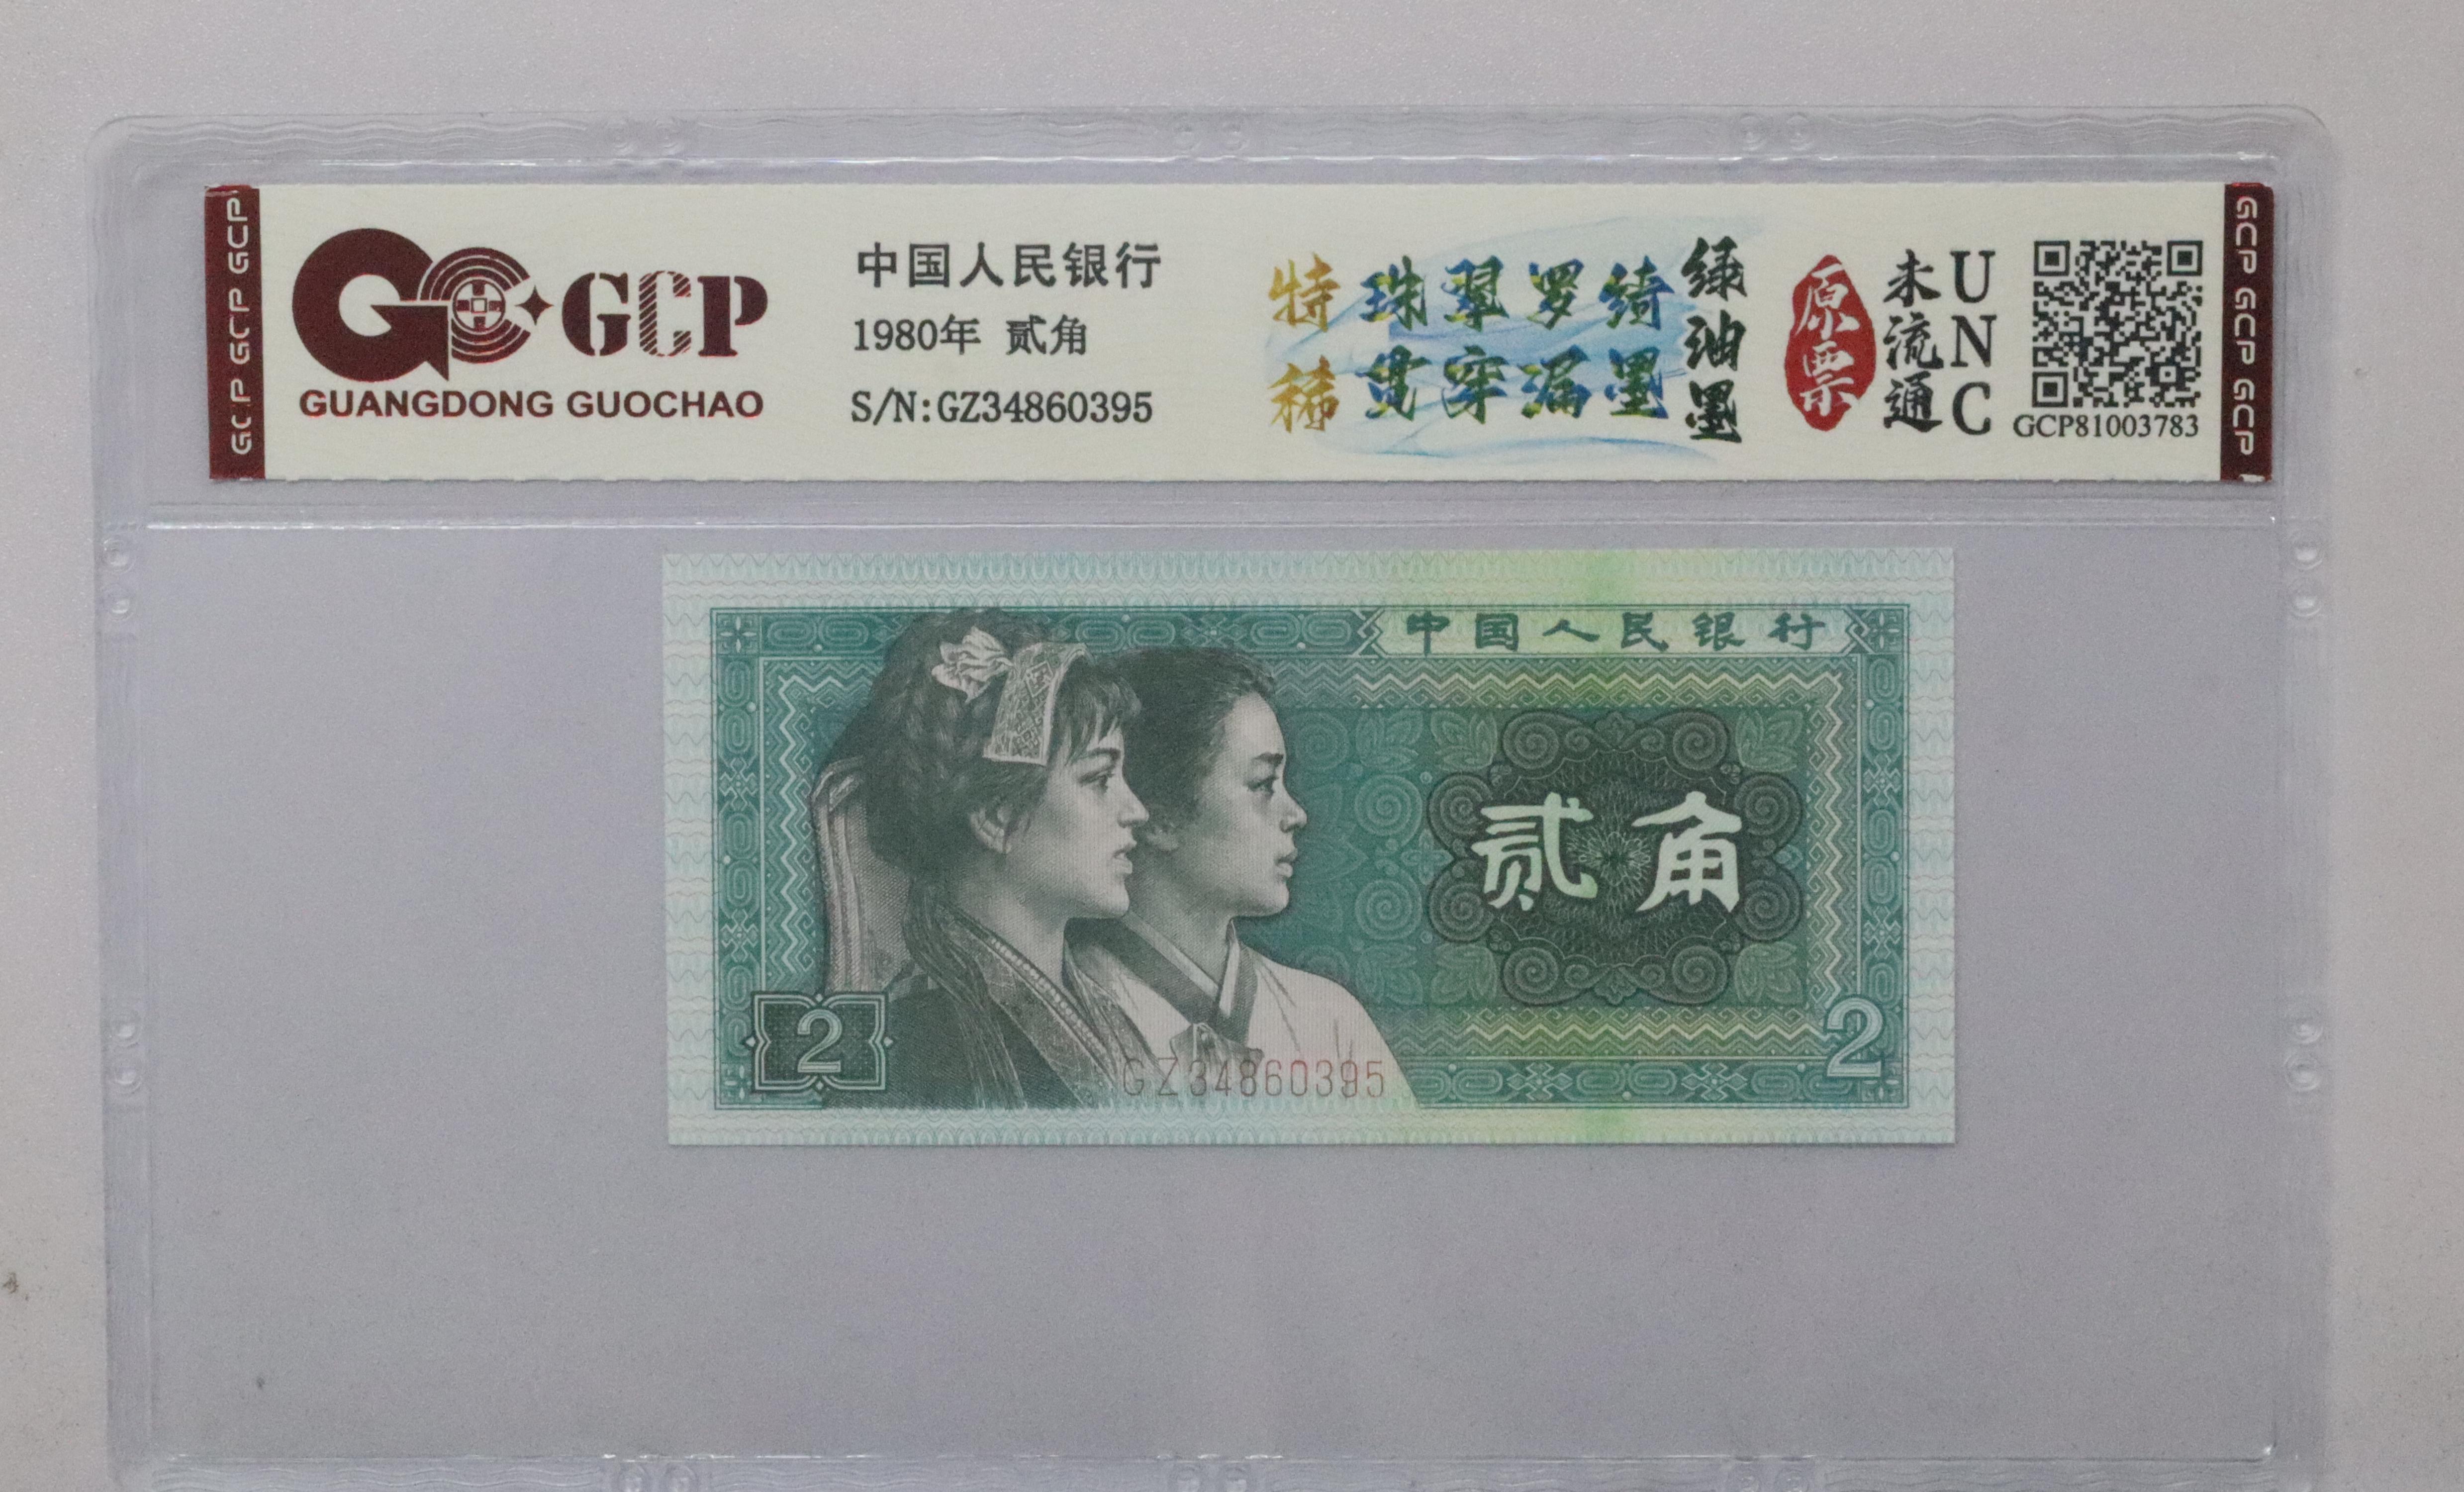 GCP GCP GCP
GCP
GUANGDONG GUOCHAO
中国人民银行
1980年 贰角
S/N:GZ34860395
特稀
珠翠罗绮
贯穿漏墨
绿油墨
原票
未流通
UNC
GCP81003783
GCP GCP GCP
中国人民银行
贰角
2
2
GZ34860395